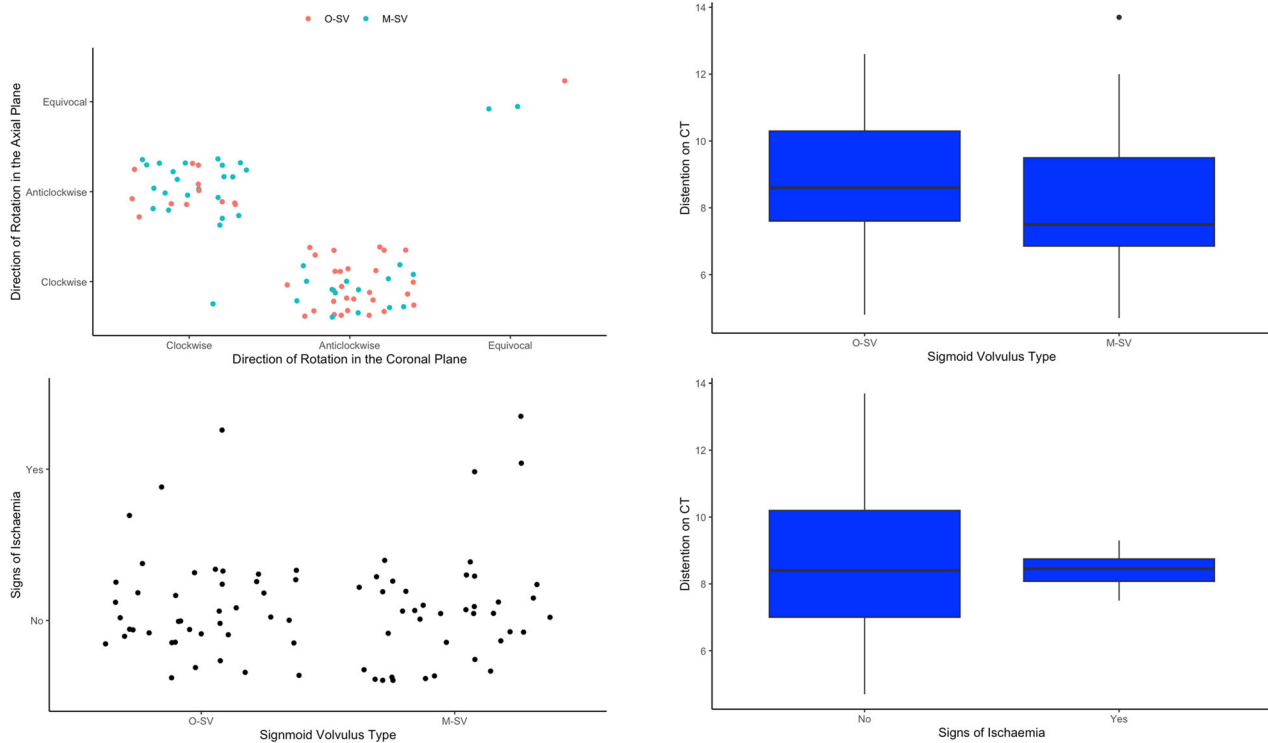 O-SV M-SV
Direction of Rotation in the Axial Plane
Equivocal
Anticlockwise
Clockwise
Clockwise Anticlockwise Equivocal
Direction of Rotation in the Coronal Plane
Distention on CT
14
12
10
8
6
O-SV M-SV
Sigmoid Volvulus Type
Signs of Ischaemia
Yes
No
O-SV M-SV
Signmoid Volvulus Type
Distention on CT
14
12
10
8
6
No Yes
Signs of Ischaemia